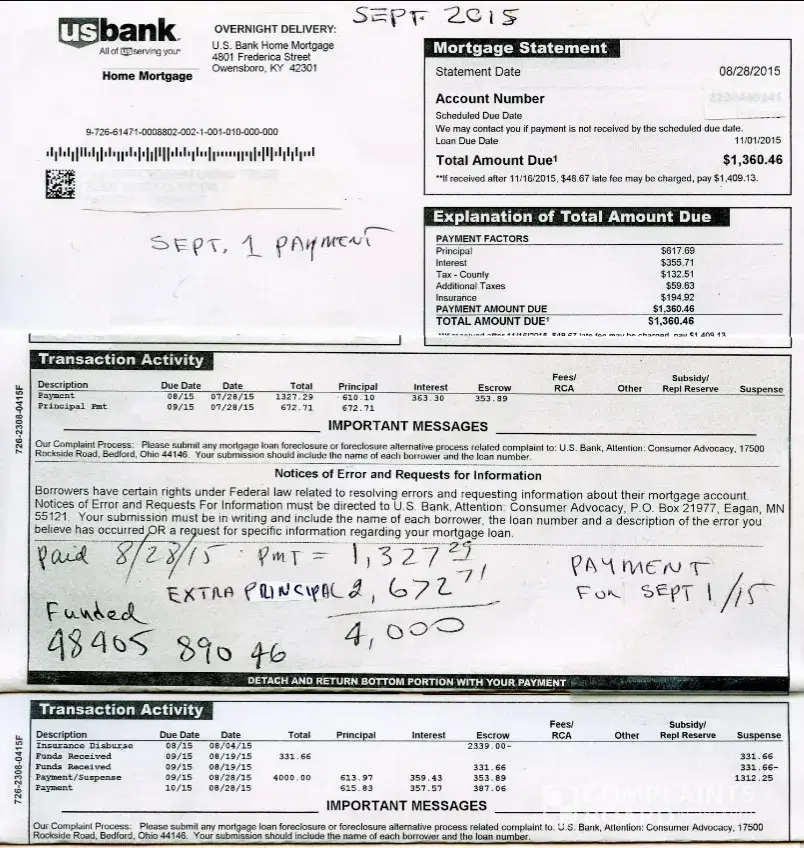 SEPT. 2015
usbank
All of us serving you®
Home Mortgage
OVERNIGHT DELIVERY:
U.S. Bank Home Mortgage
4801 Frederica Street
Owensboro, KY 42301
9-726-61471-0008802-002-1-001-010-000-000
SEPT. 1 PAYMENT
Mortgage Statement
Statement Date 08/28/2015
Account Number
Scheduled Due Date
We may contact you if payment is not received by the scheduled due date.
Loan Due Date 11/01/2015
Total Amount Due¹ $1,360.46
**If received after 11/16/2015, $48.67 late fee may be charged, pay $1,409.13.
Explanation of Total Amount Due
PAYMENT FACTORS
Principal $617.69
Interest $355.71
Tax - County $132.51
Additional Taxes $59.63
Insurance $194.92
PAYMENT AMOUNT DUE $1,360.46
TOTAL AMOUNT DUE¹ $1,360.46
**If received after 11/16/2015, $48.67 late fee may be charged, pay $1,409.13
726-2308-0415F
Transaction Activity
Description Due Date Date Total Principal Interest Escrow Fees/ RCA Other Subsidy/ Repl Reserve Suspense
Payment 08/15 07/28/15 1327.29 610.10 363.30 353.89
Principal Pmt 09/15 07/28/15 672.71 672.71
IMPORTANT MESSAGES
Our Complaint Process: Please submit any mortgage loan foreclosure or foreclosure alternative process related complaint to: U.S. Bank, Attention: Consumer Advocacy, 17500
Rockside Road, Bedford, Ohio 44146. Your submission should include the name of each borrower and the loan number.
Notices of Error and Requests for Information
Borrowers have certain rights under Federal law related to resolving errors and requesting information about their mortgage account.
Notices of Error and Requests For Information must be directed to U.S. Bank, Attention: Consumer Advocacy, P.O. Box 21977, Eagan, MN
55121. Your submission must be in writing and include the name of each borrower, the loan number and a description of the error you
believe has occurred OR a request for specific information regarding your mortgage loan.
Paid 8/28/15 PMT = 1,327 29
EXTRA PRINCIPAL 2,672 71
4,000
PAYMENT
FUR SEPT 1/15
Funded
48405 890 46
DETACH AND RETURN BOTTOM PORTION WITH YOUR PAYMENT
726-2308-0415F
Transaction Activity
Description Due Date Date Total Principal Interest Escrow Fees/ RCA Other Subsidy/ Repl Reserve Suspense
Insurance Disburse 08/15 08/04/15 2339.00-
Funds Received 09/15 08/19/15 331.66 331.66
Funds Received 09/15 08/19/15 331.66 331.66-
Payment/Suspense 09/15 08/28/15 4000.00 613.97 359.43 353.89 1312.25
Payment 10/15 08/28/15 615.83 357.57 387.06
IMPORTANT MESSAGES
Our Complaint Process: Please submit any mortgage loan foreclosure or foreclosure alternative process related complaint to: U.S. Bank, Attention: Consumer Advocacy, 17500
Rockside Road, Bedford, Ohio 44146. Your submission should include the name of each borrower and the loan number.
COMPLAINTS